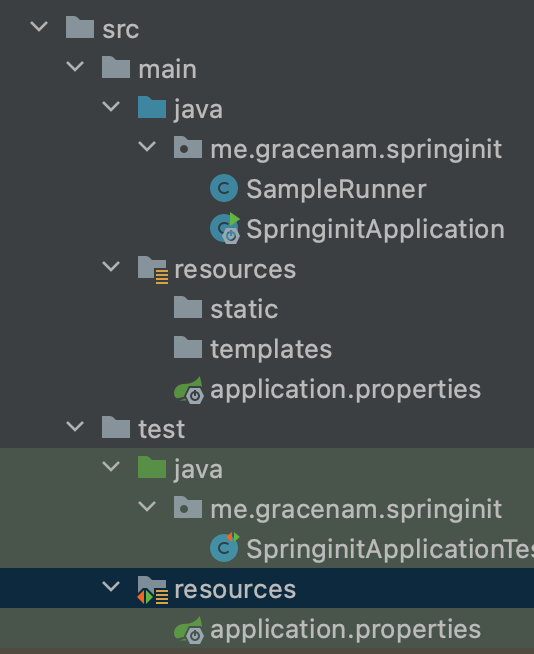 src
main
java
me.gracenam.springinit
C SampleRunner
C SpringinitApplication
resources
static
templates
application.properties
test
java
me.gracenam.springinit
C SpringinitApplicationTes
resources
application.properties